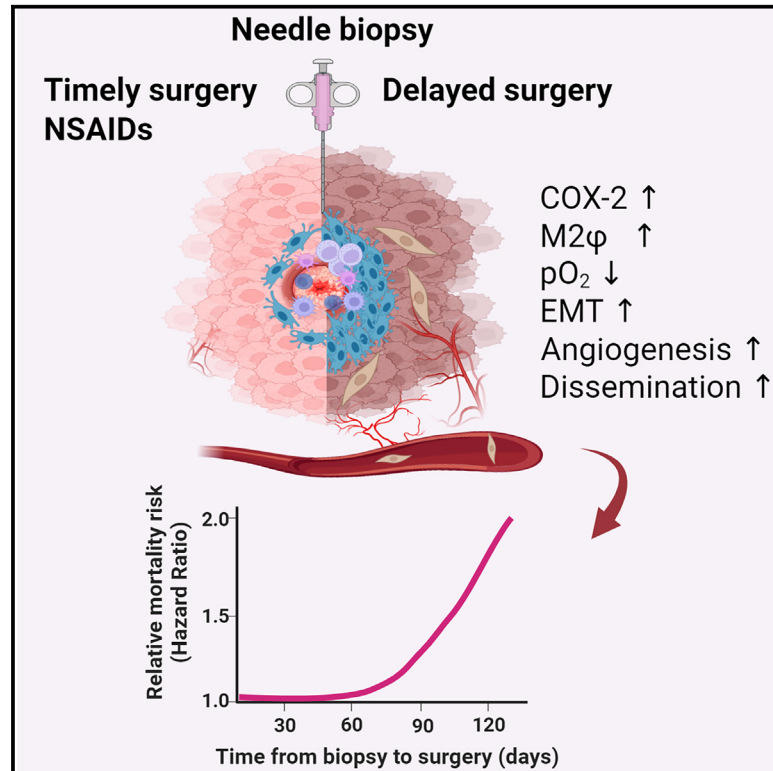 Needle biopsy
Timely surgery
NSAIDs
Delayed surgery
COX-2 ↑
M2φ ↑
pO₂ ↓
EMT ↑
Angiogenesis ↑
Dissemination ↑
Relative mortality risk
(Hazard Ratio)
2.0
1.5
1.0
30 60 90 120
Time from biopsy to surgery (days)